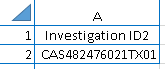 A
1 Investigation ID2
2 CAS482476021TX01